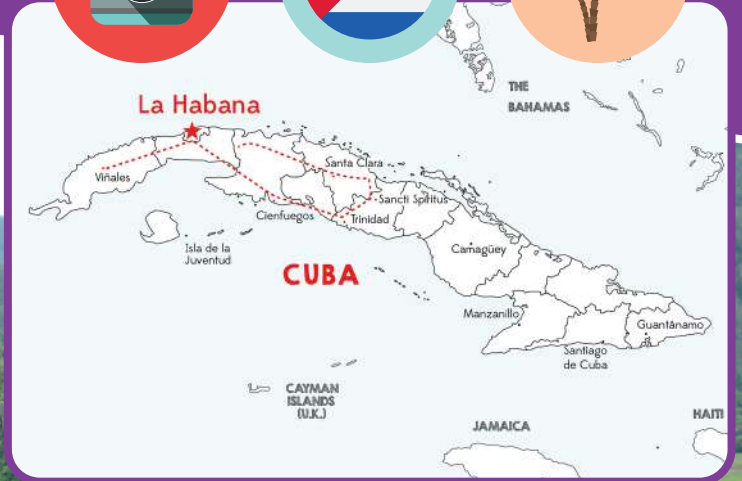 THE
BAHAMAS
La Habana
Santa Clara
Viñales
Sancti Spíritus
Cienfuegos
Trinidad
Isla de la
Juventud
Camagüey
CUBA
Manzanillo
Guantánamo
Santiago
de Cuba
CAYMAN
ISLANDS
(U.K.)
JAMAICA
HAITI